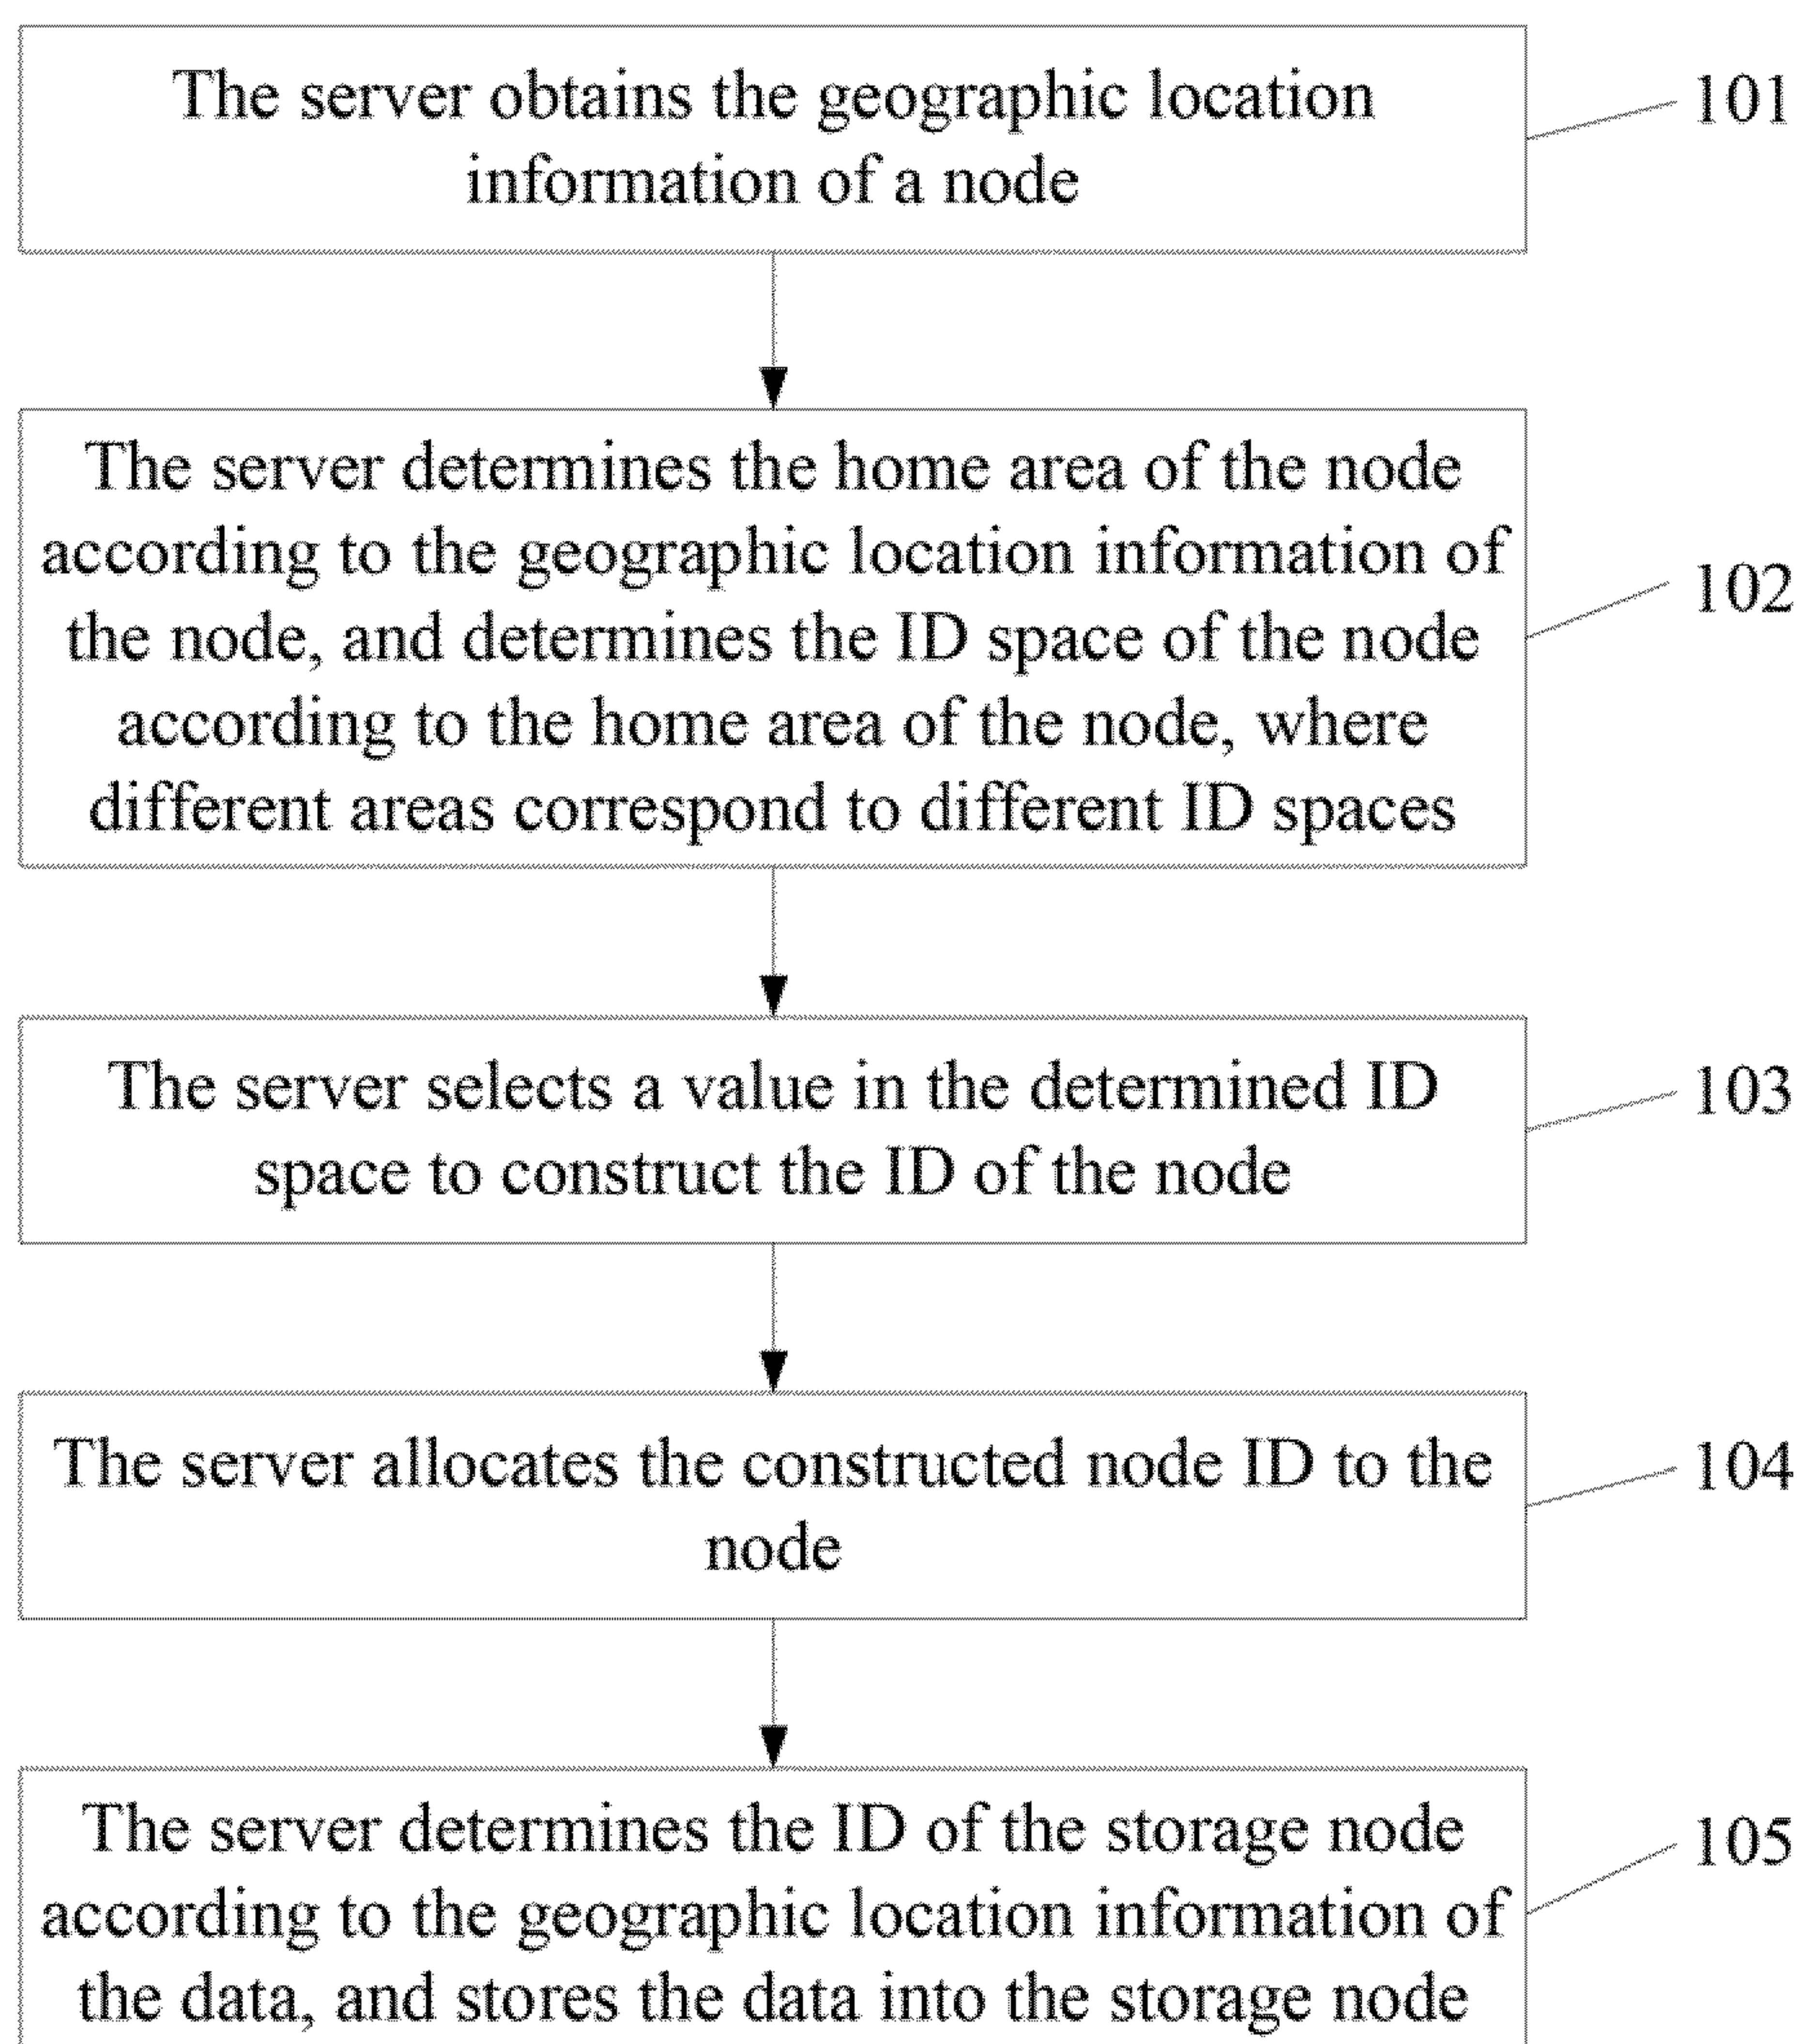 The server obtains the geographic location
information of a node
101
The server determines the home area of the node
according to the geographic location information of
the node, and determines the ID space of the node
according to the home area of the node, where
different areas correspond to different ID spaces
102
The server selects a value in the determined ID
space to construct the ID of the node
103
The server allocates the constructed node ID to the
node
104
The server determines the ID of the storage node
according to the geographic location information of
the data, and stores the data into the storage node
105